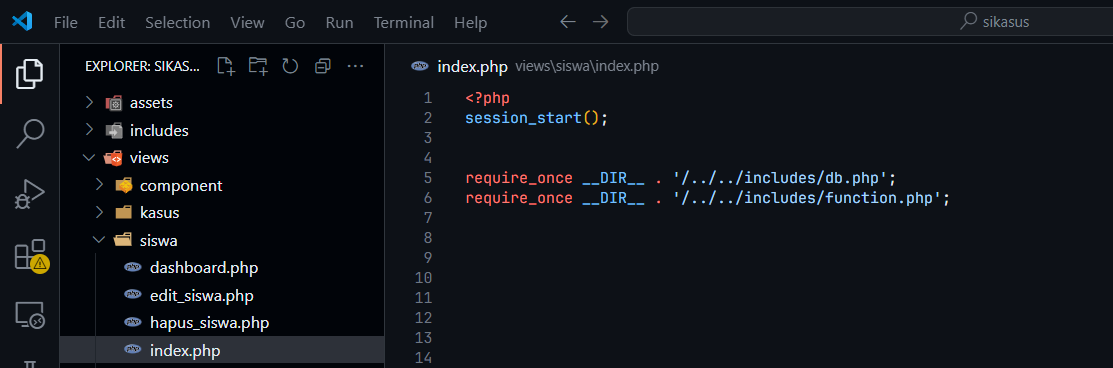 File Edit Selection View Go Run Terminal Help sikasus
EXPLORER: SIKAS...
assets
includes
views
component
kasus
siswa
dashboard.php
edit_siswa.php
hapus_siswa.php
index.php
index.php views\siswa\index.php
1 <?php
2 session_start();
3
4
5 require_once __DIR__ . '/../../includes/db.php';
6 require_once __DIR__ . '/../../includes/function.php';
7
8
9
10
11
12
13
14